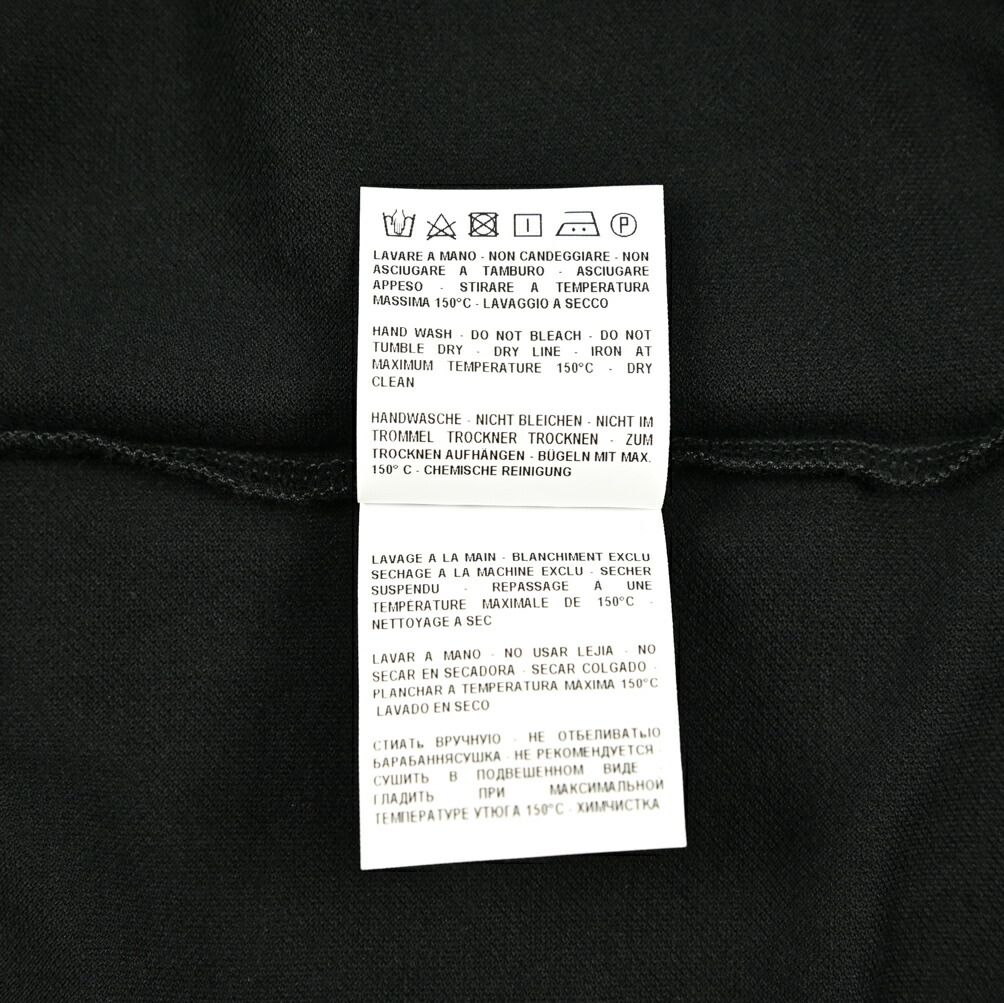 LAVARE A MANO - NON CANDEGGIARE - NON
ASCIUGARE A TAMBURO - ASCIUGARE
APPESO - STIRARE A TEMPERATURA
MASSIMA 150°C - LAVAGGIO A SECCO
HAND WASH - DO NOT BLEACH - DO NOT
TUMBLE DRY - DRY LINE - IRON AT
MAXIMUM TEMPERATURE 150°C - DRY
CLEAN
HANDWASCHE - NICHT BLEICHEN - NICHT IM
TROMMEL TROCKNER TROCKNEN - ZUM
TROCKNEN AUFHÄNGEN - BÜGELN MIT MAX.
150° C - CHEMISCHE REINIGUNG
LAVAGE A LA MAIN - BLANCHIMENT EXCLU
SECHAGE A LA MACHINE EXCLU - SECHER
SUSPENDU - REPASSAGE A UNE
TEMPERATURE MAXIMALE DE 150°C -
NETTOYAGE A SEC
LAVAR A MANO - NO USAR LEJIA - NO
SECAR EN SECADORA - SECAR COLGADO -
PLANCHAR A TEMPERATURA MAXIMA 150°C
LAVADO EN SECO
СТИАТЬ ВРУЧНУЮ - НЕ ОТБЕЛИВАТЬЮ
БАРАБАННЯСУШКА - НЕ РЕКОМЕНДУЕТСЯ -
СУШИТЬ В ПОДВЕШЕННОМ ВИДЕ -
ГЛАДИТЬ ПРИ МАКСИМАЛЬНОЙ
ТЕМПЕРАТУРЕ УТЮГА 150°C - ХИМЧИСТКА